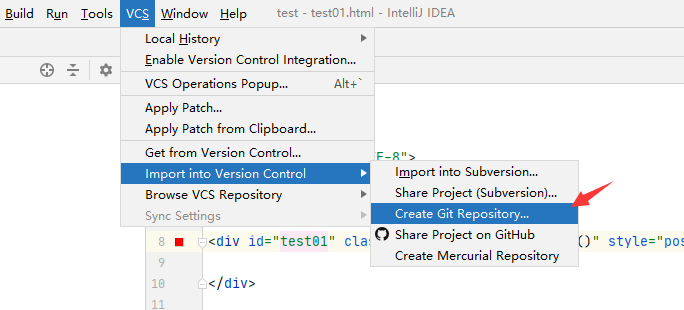 Build Run Tools VCS Window Help test - test01.html - IntelliJ IDEA
Local History
Enable Version Control Integration...
VCS Operations Popup... Alt+`
Apply Patch...
Apply Patch from Clipboard...
Get from Version Control...
E-8">
Import into Version Control
Import into Subversion...
Browse VCS Repository
Share Project (Subversion)...
Sync Settings
Create Git Repository...
Share Project on GitHub
8 <div id="test01" clas ()" style="pos
9
Create Mercurial Repository
10 </div>
11